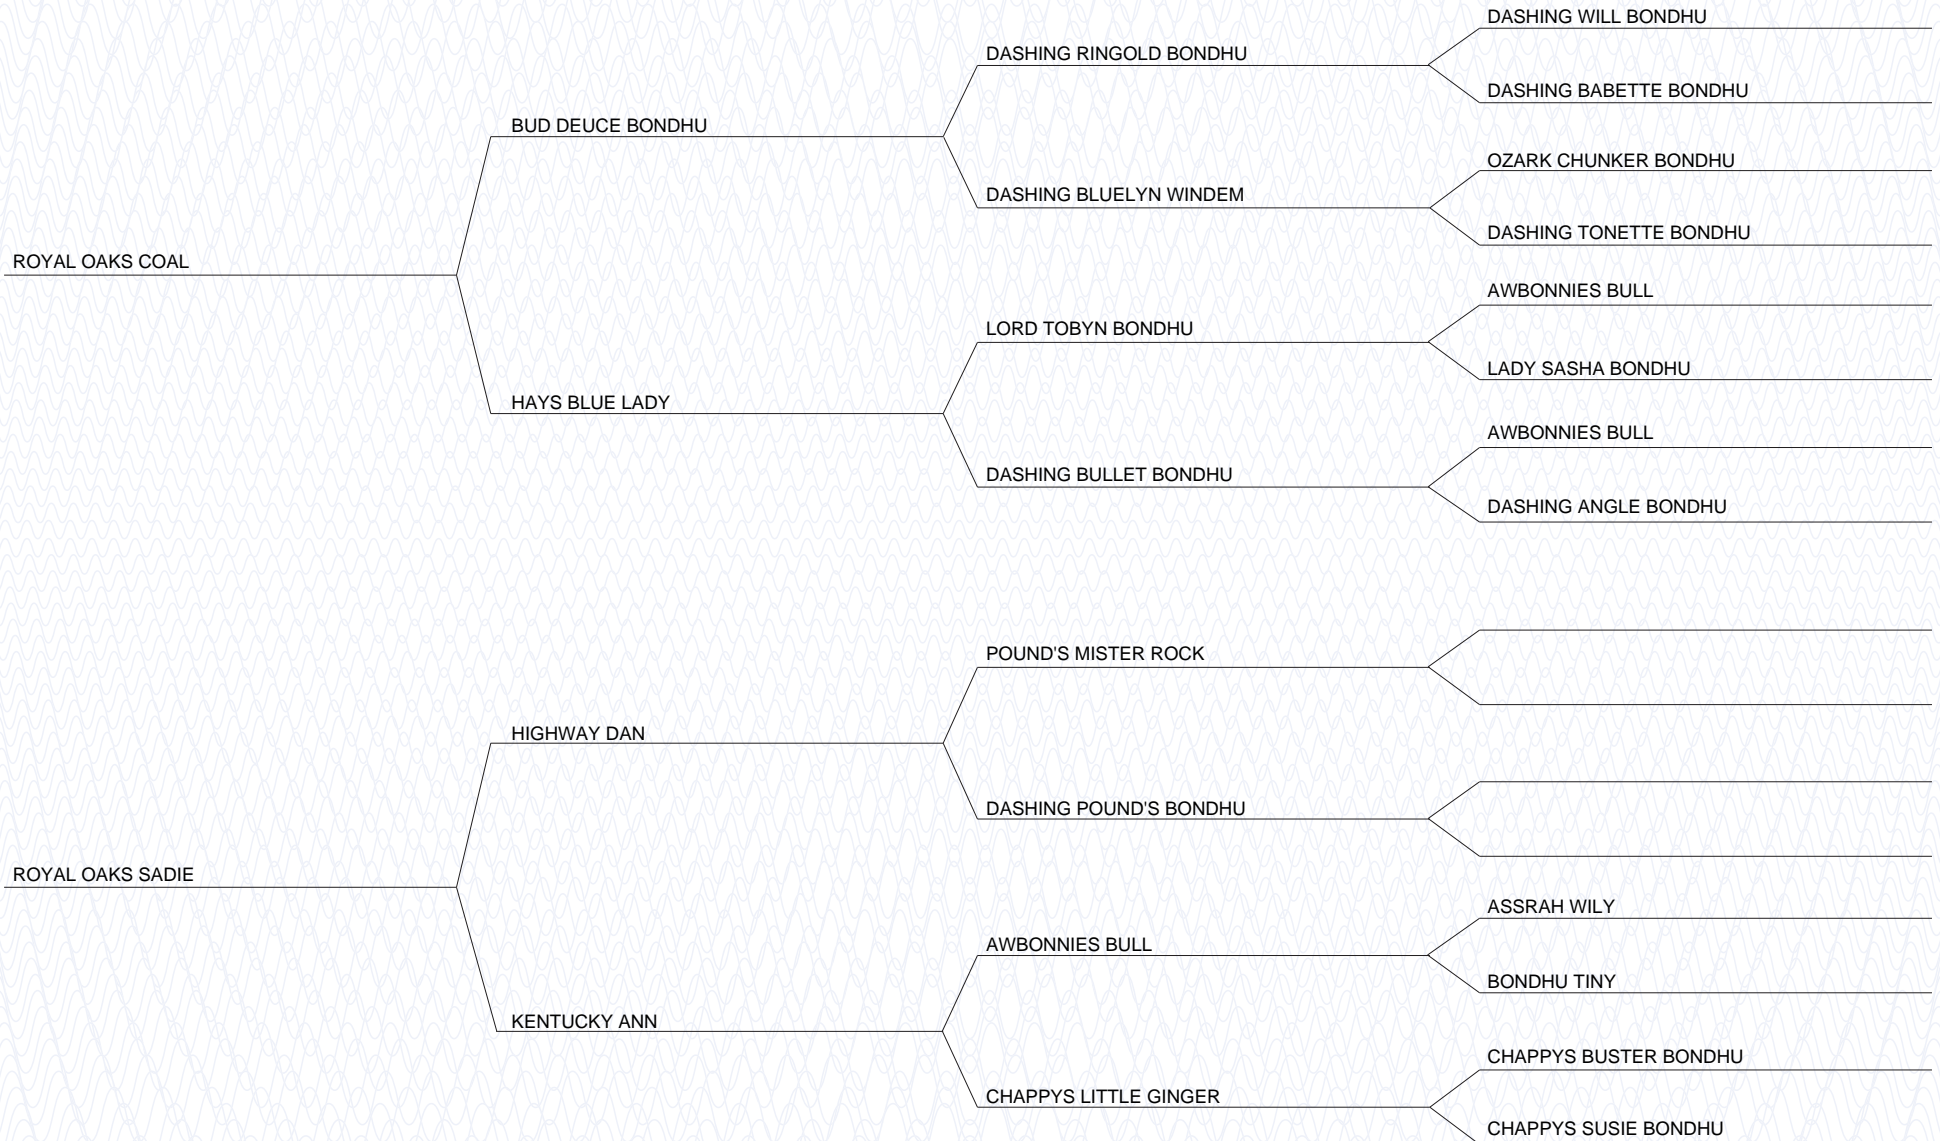 DASHING WILL BONDHU
DASHING RINGOLD BONDHU
DASHING BABETTE BONDHU
BUD DEUCE BONDHU
OZARK CHUNKER BONDHU
DASHING BLUELYN WINDEM
DASHING TONETTE BONDHU
ROYAL OAKS COAL
AWBONNIES BULL
LORD TOBYN BONDHU
LADY SASHA BONDHU
HAYS BLUE LADY
AWBONNIES BULL
DASHING BULLET BONDHU
DASHING ANGLE BONDHU
POUND'S MISTER ROCK
HIGHWAY DAN
DASHING POUND'S BONDHU
ROYAL OAKS SADIE
ASSRAH WILY
AWBONNIES BULL
BONDHU TINY
KENTUCKY ANN
CHAPPYS BUSTER BONDHU
CHAPPYS LITTLE GINGER
CHAPPYS SUSIE BONDHU